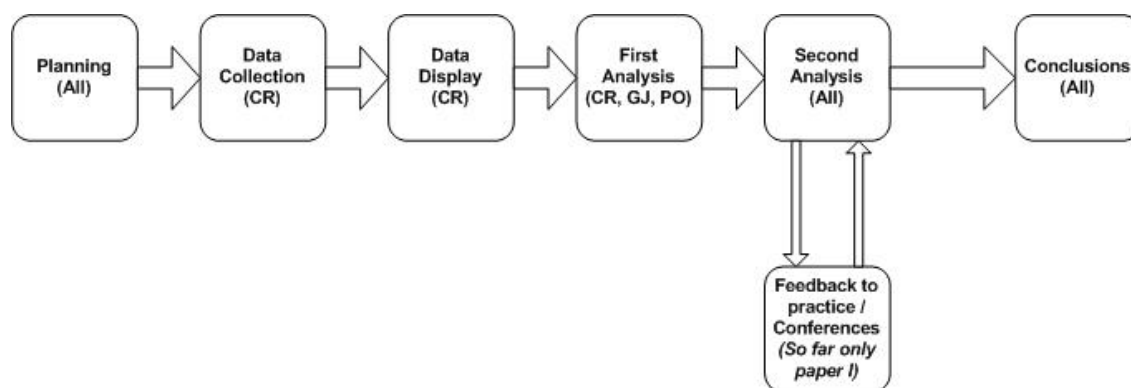 Planning
(All)
Data
Collection
(CR)
Data
Display
(CR)
First
Analysis
(CR, GJ, PO)
Second
Analysis
(All)
Conclusions
(All)
Feedback to
practice /
Conferences
(So far only
paper I)